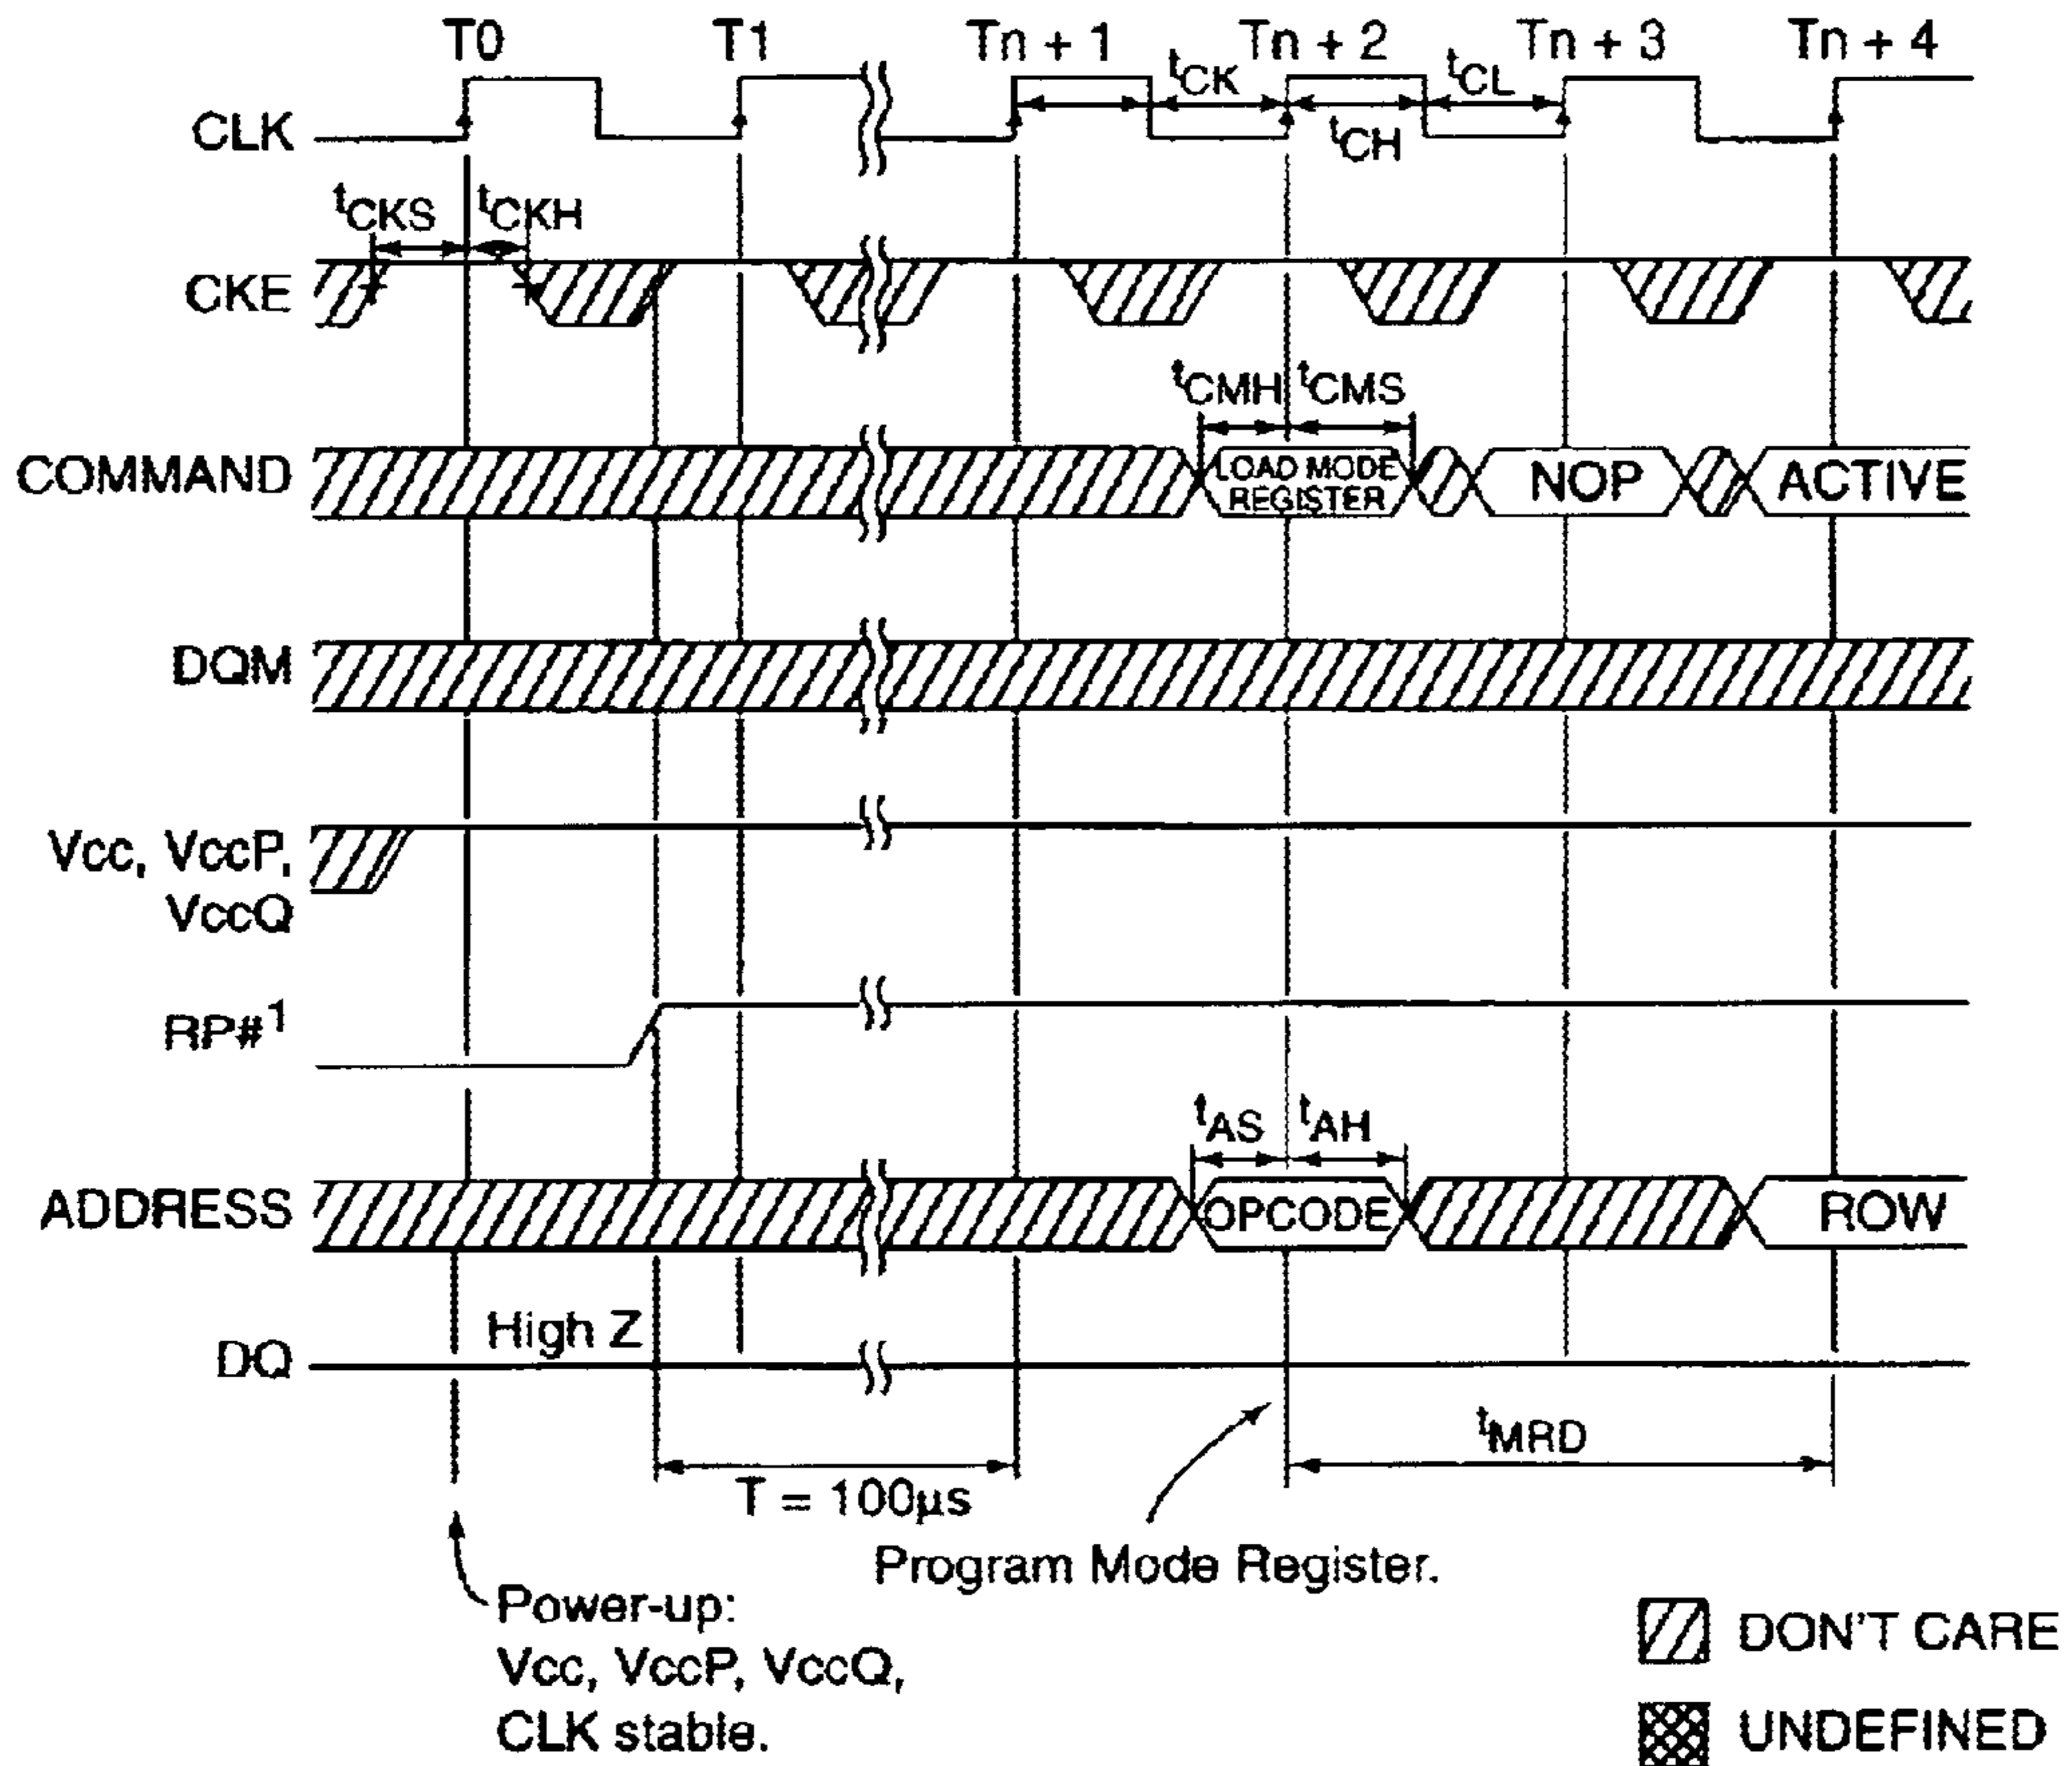 T0 T1 Tn + 1 Tn + 2 Tn + 3 Tn + 4
tCK tCL
CLK
tCH
tCKS tCKH
CKE
tCMH tCMS
COMMAND LOAD MODE REGISTER NOP ACTIVE
DQM
Vcc, VccP,
VccQ
RP#1
tAS tAH
ADDRESS OPCODE ROW
High Z
DQ
tMRD
T = 100µs
Program Mode Register.
Power-up:
Vcc, VccP, VccQ,
CLK stable.
DON'T CARE
UNDEFINED